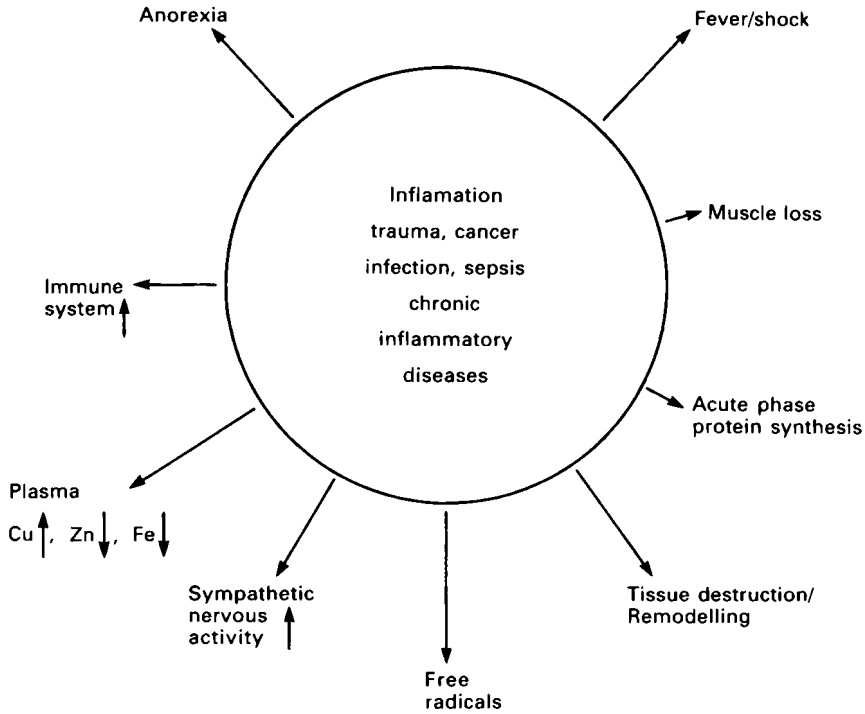 Anorexia
Fever/shock
Inflamation
trauma, cancer
infection, sepsis
chronic
inflammatory
diseases
Muscle loss
Immune
system ↑
Acute phase
protein synthesis
Plasma
Cu ↑, Zn ↓, Fe ↓
Sympathetic
nervous
activity ↑
Tissue destruction/
Remodelling
Free
radicals